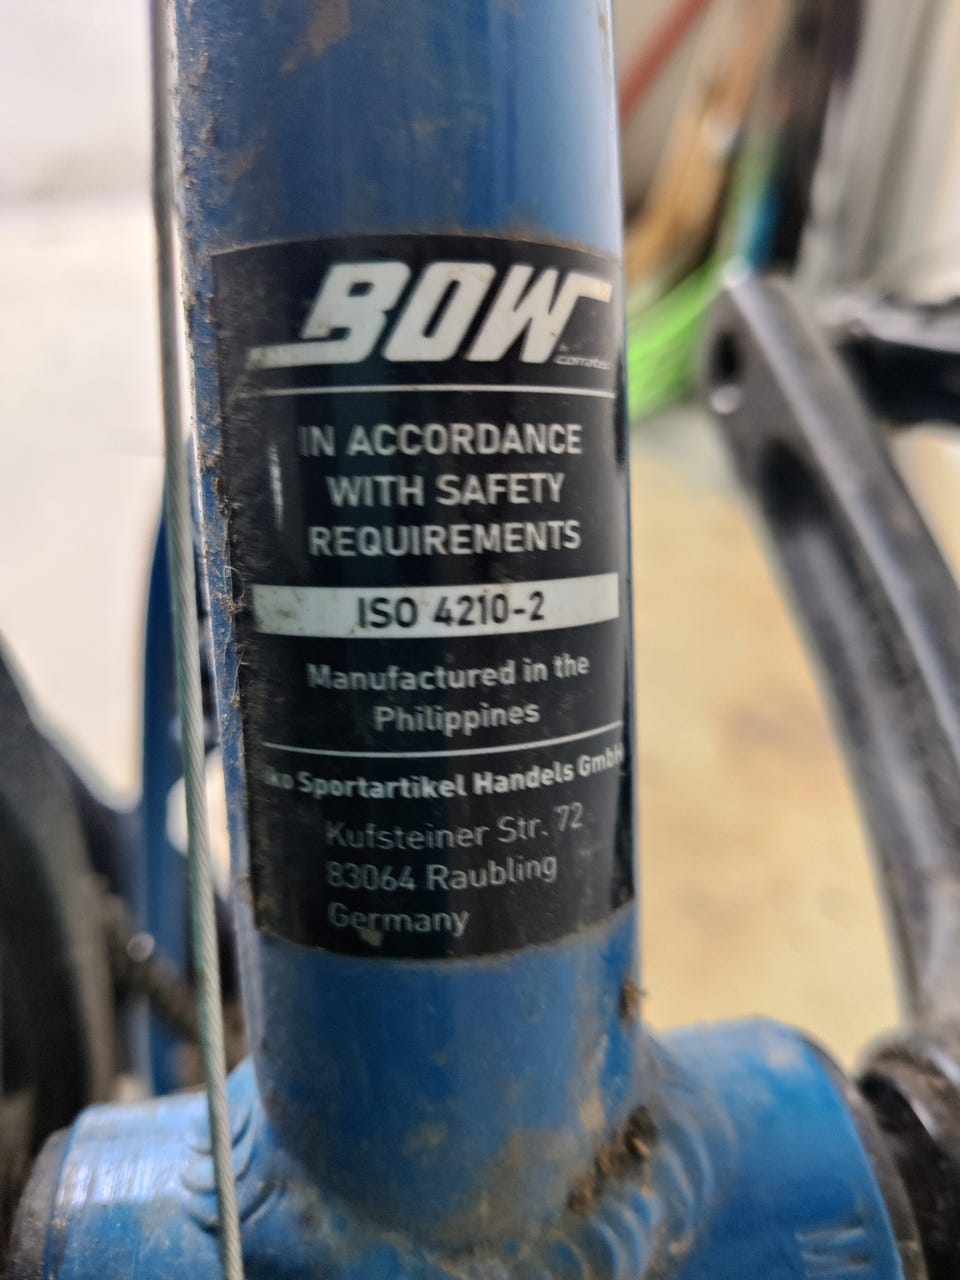 BOW
corratec
IN ACCORDANCE
WITH SAFETY
REQUIREMENTS
ISO 4210-2
Manufactured in the
Philippines
Sportartikel Handels GmbH
Kufsteiner Str. 72
83064 Raubling
Germany